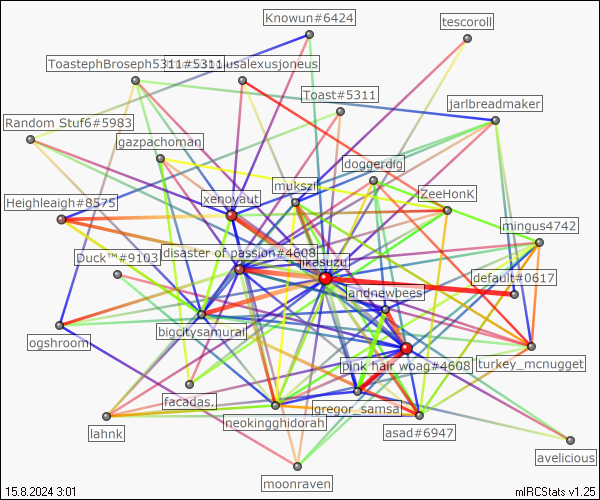 Knowun#6424
tescoroll
ToastephBroseph5311#5311
usalexusjoneus
Toast#5311
jarlbreadmaker
Random Stuf6#5983
gazpachoman
doggerdig
mukszi
xenoyaut
ZeeHonK
Heighleaigh#8575
mingus4742
disaster of passion#4608
Duck™#9103
ikasuzu
default#0617
andnewbees
bigcitysamurai
ogshroom
pink hair woag#4608
turkey_mcnugget
facadas.
gregor_samsa
neokingghidorah
lahnk
asad#6947
avelicious
moonraven
15.8.2024 3:01
mIRCStats v1.25